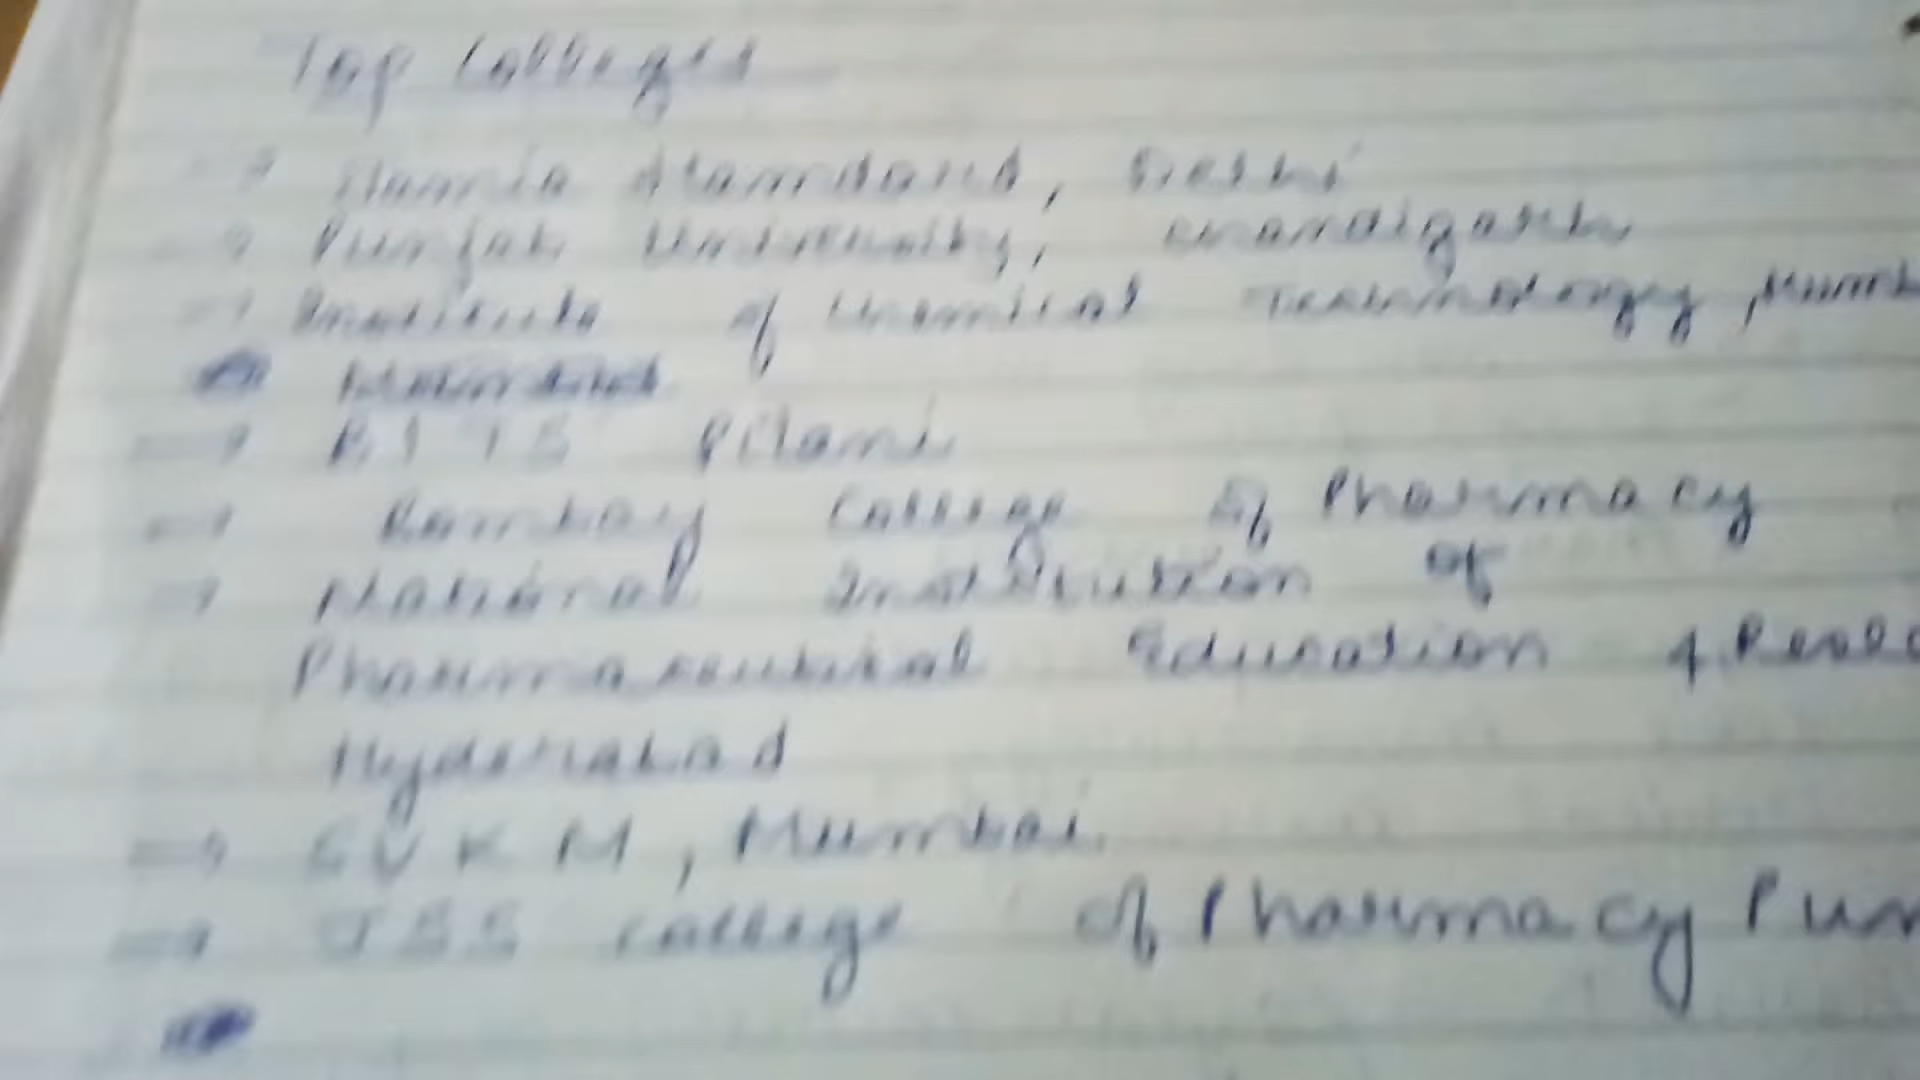 Top Colleges
⇒ Jamia Hamdard, Delhi
⇒ Punjab University, Chandigarh
⇒ Institute of Chemical Technology, Mumb
⇒ BITS Pilani
⇒ Bombay College of Pharmacy
⇒ National Institution of
Pharmaceutical Education &
Hyderabad
⇒ SVKM, Mumbai
⇒ JSS College of Pharmacy